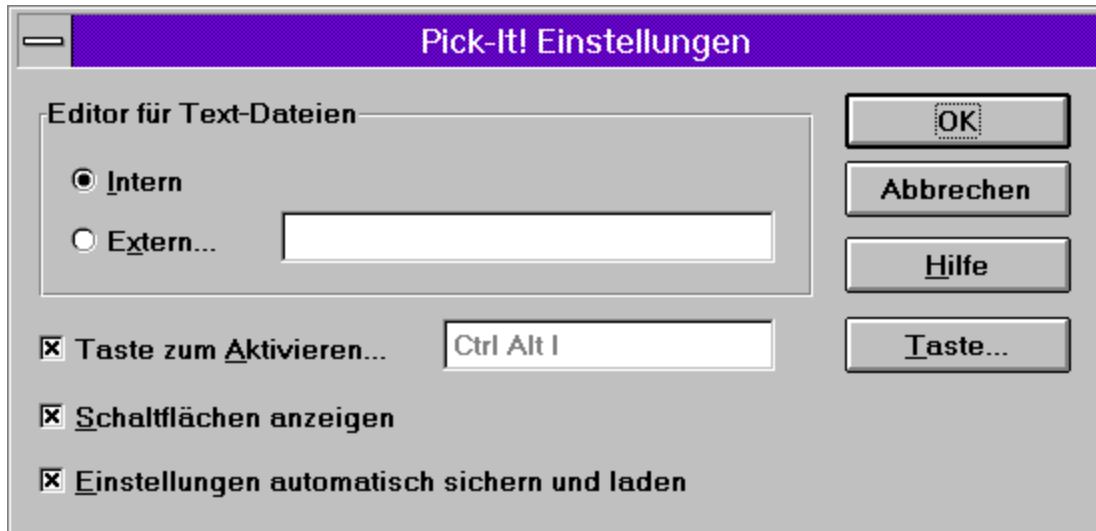 Pick-It! Einstellungen
Editor für Text-Dateien
Intern
Extern...
OK
Abbrechen
Hilfe
Taste zum Aktivieren...
Ctrl Alt I
Taste...
Schaltflächen anzeigen
Einstellungen automatisch sichern und laden